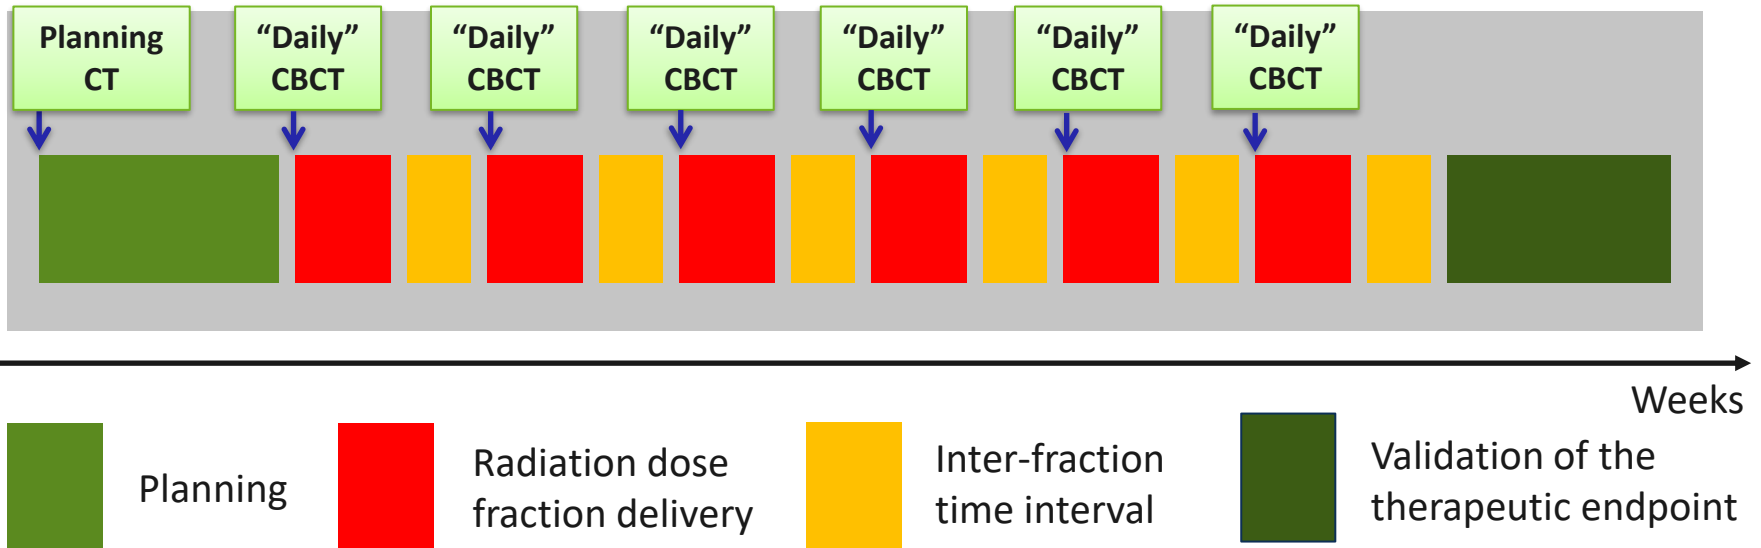 Planning
CT
“Daily”
CBCT
“Daily”
CBCT
“Daily”
CBCT
“Daily”
CBCT
“Daily”
CBCT
“Daily”
CBCT
Weeks
Planning
Radiation dose
fraction delivery
Inter-fraction
time interval
Validation of the
therapeutic endpoint